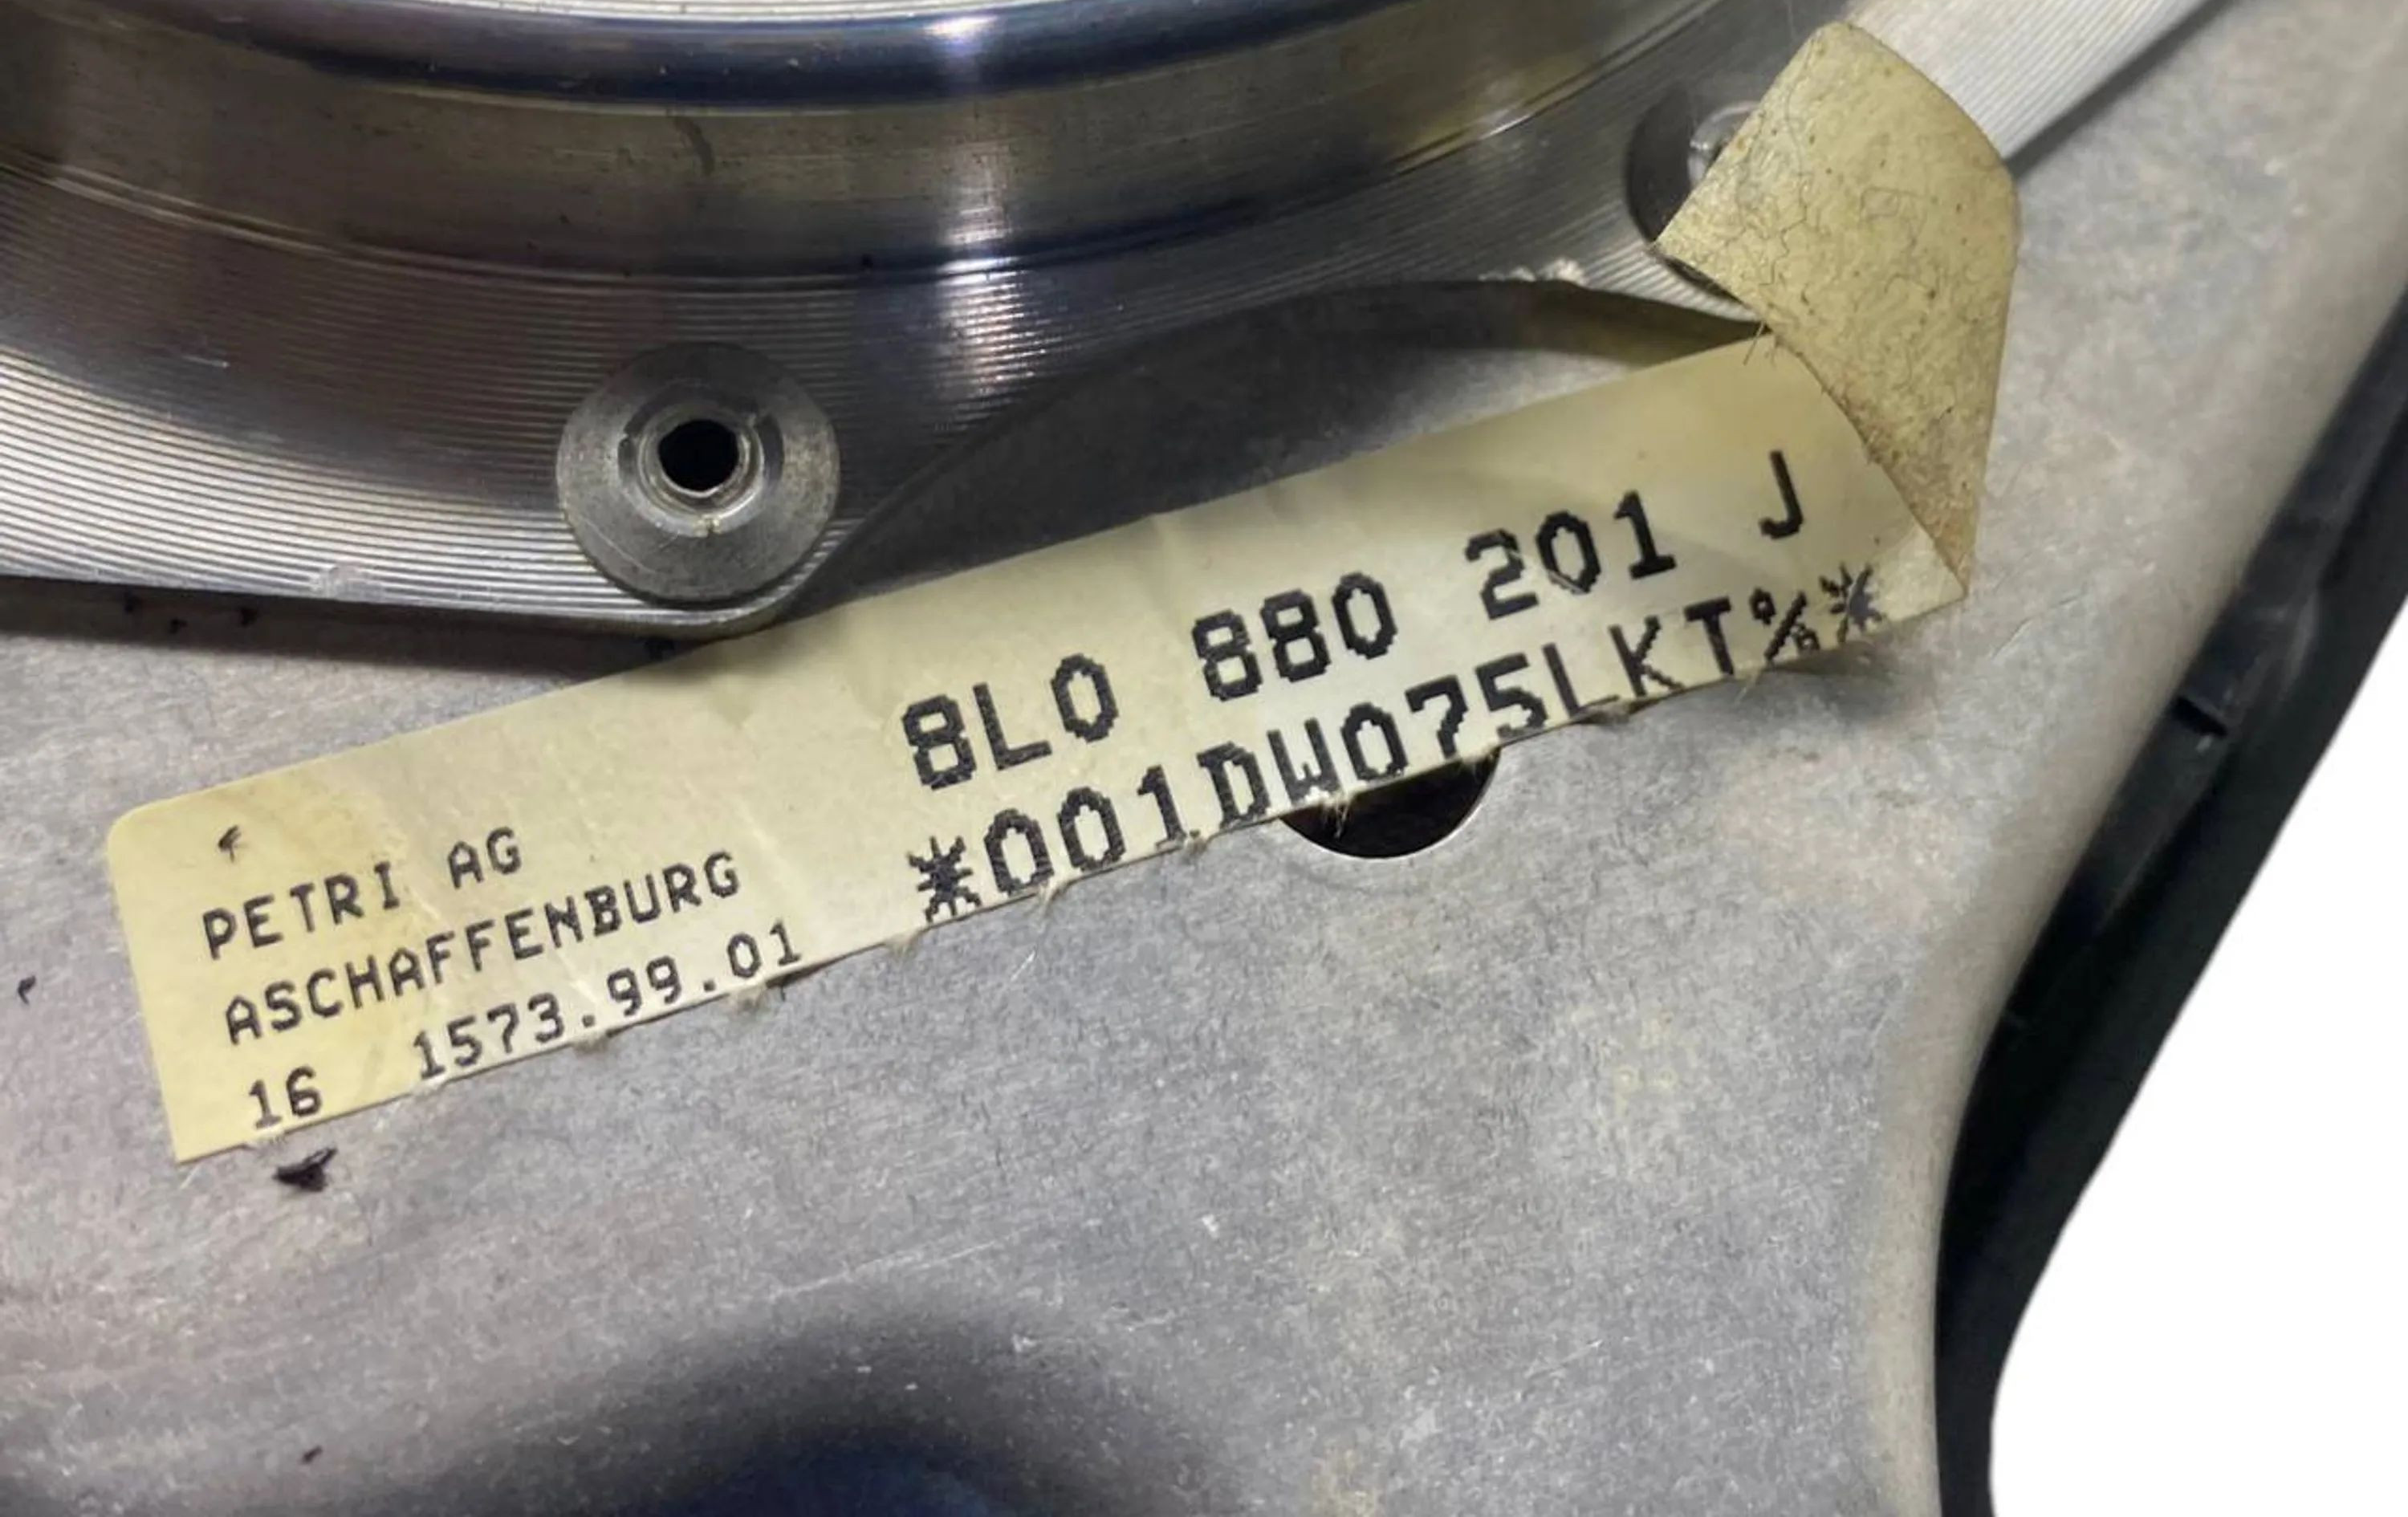 PETRI AG
ASCHAFFENBURG
16 1573.99.01
8L0 880 201 J
*001DW075LKT%*